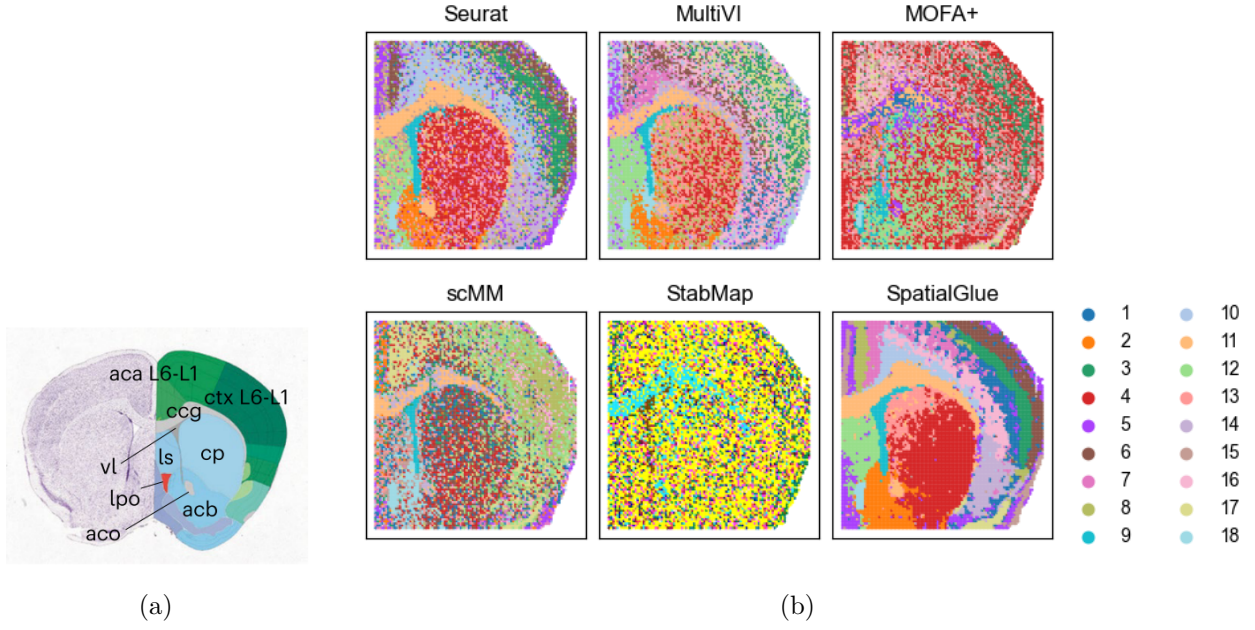 Seurat
MultiVI
MOFA+
scMM
StabMap
SpatialGlue
aca L6-L1
ctx L6-L1
ccg
cp
vl
ls
lpo
acb
aco
1
2
3
4
5
6
7
8
9
10
11
12
13
14
15
16
17
18
(a)
(b)